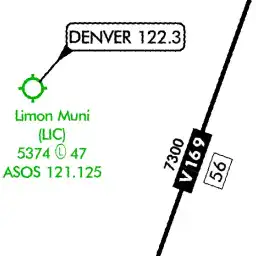 DENVER 122.3
Limon Muni
(LIC)
5374 Ⓛ 47
ASOS 121.125
7300
V169
56